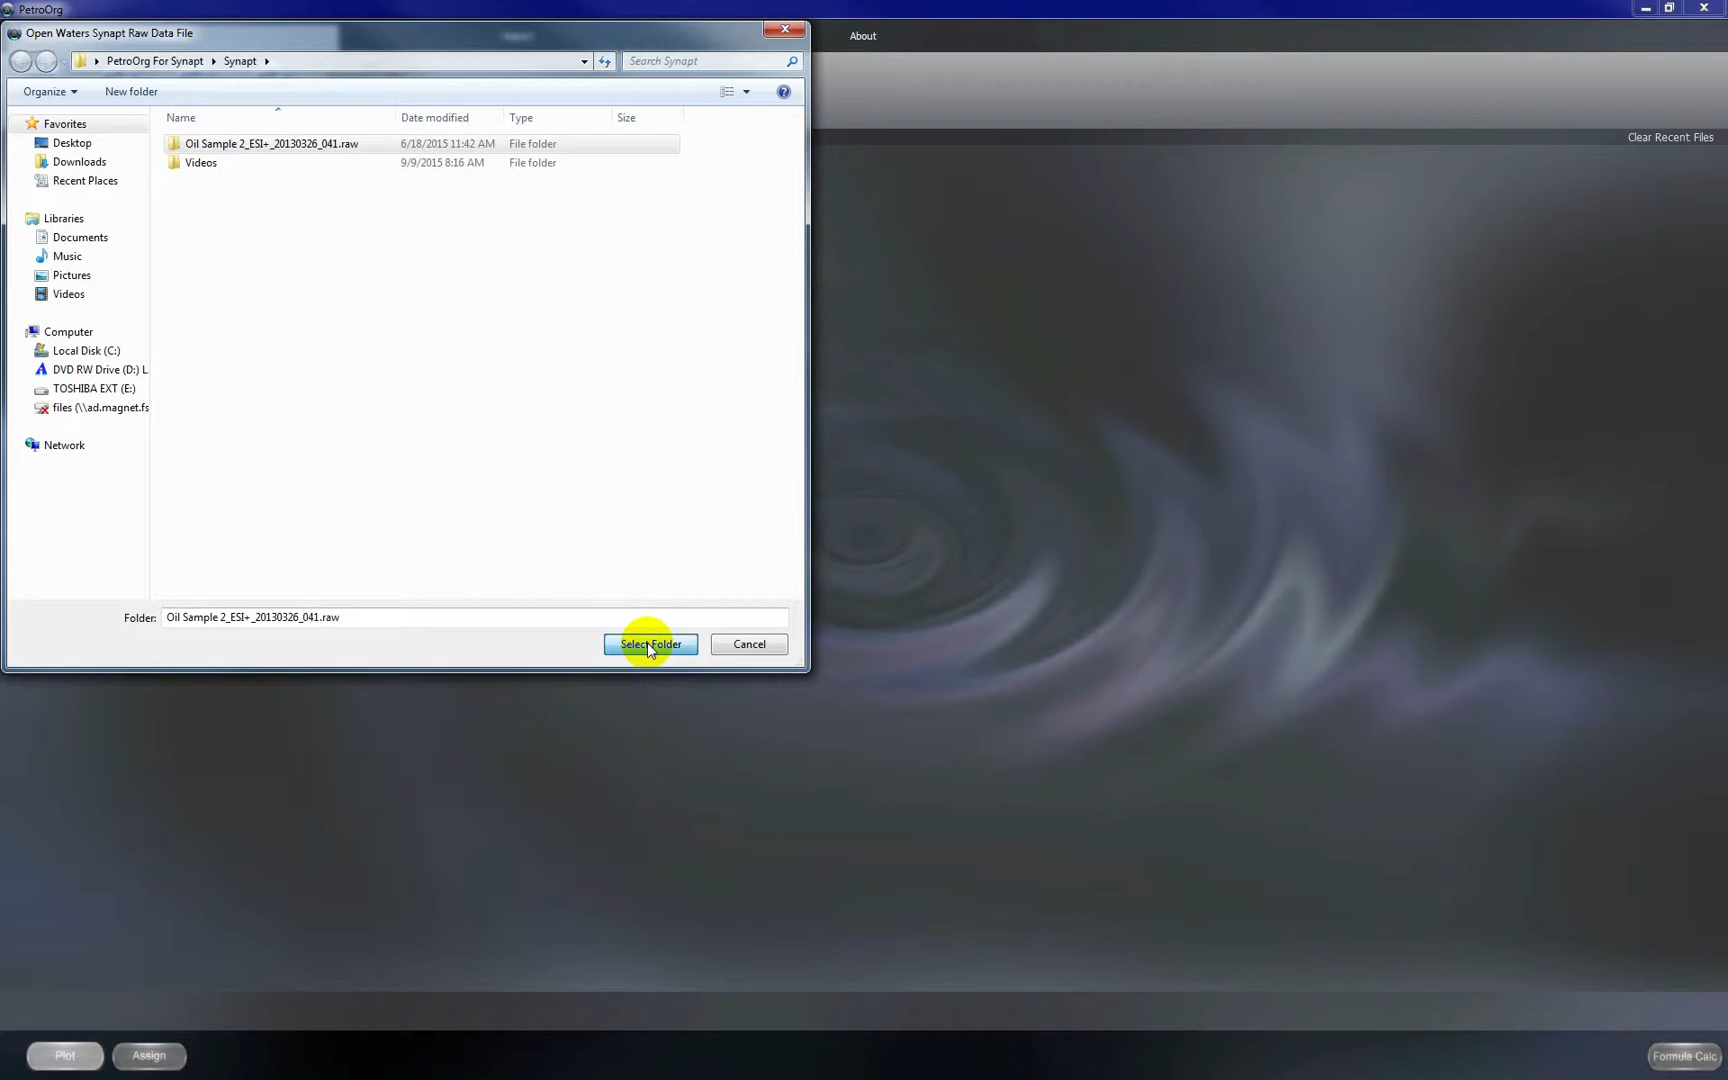 PetroOrg
Open Waters Synapt Raw Data File
About
PetroOrg For Synapt
Synapt
Search Synapt
Organize
New folder
Clear Recent Files
Name
Date modified
Type
Size
Favorites
Desktop
Downloads
Recent Places
Libraries
Documents
Music
Pictures
Videos
Computer
Local Disk (C:)
DVD RW Drive (D:) L
TOSHIBA EXT (E:)
files (\\ad.magnet.fs
Network
Oil Sample 2_ESI+_20130326_041.raw 6/18/2015 11:42 AM File folder
Videos 9/9/2015 8:16 AM File folder
Folder: Oil Sample 2_ESI+_20130326_041.raw
Select Folder
Cancel
Plot
Assign
Formula Calc